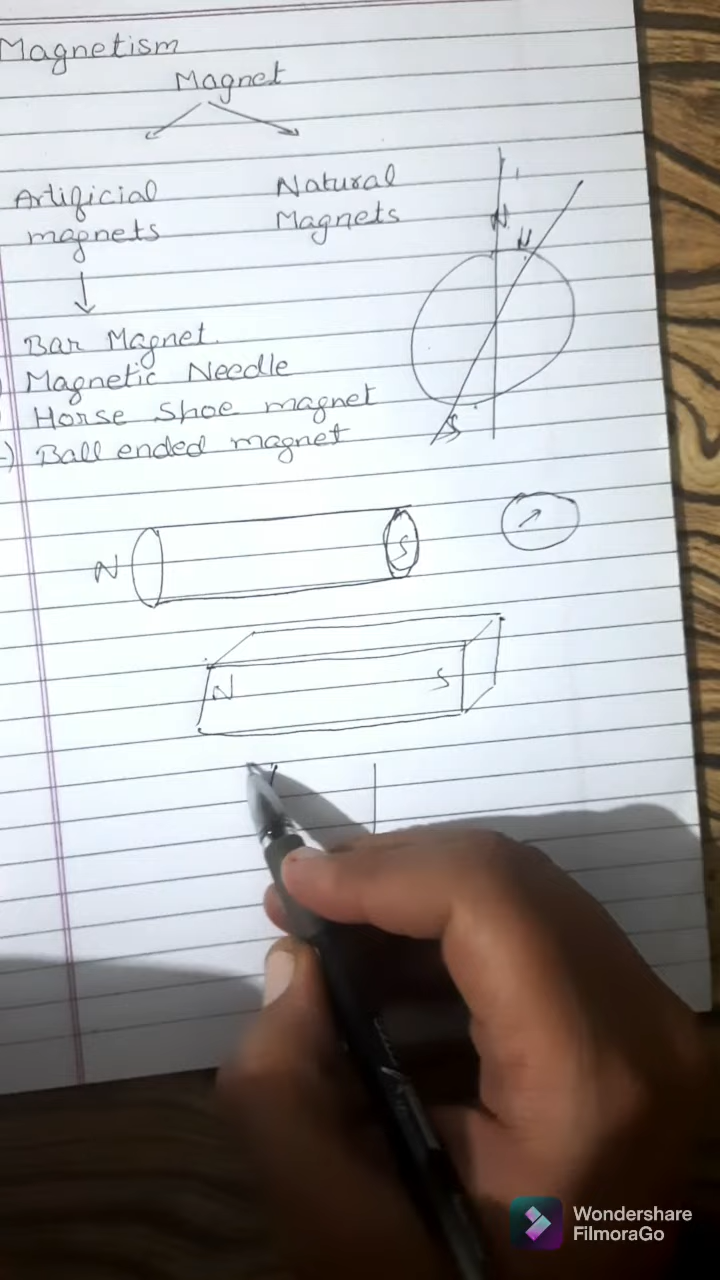 Magnetism
Magnet
Artificial
magnets
Natural
Magnets
N
N
S
Bar Magnet
) Magnetic Needle
) Horse Shoe magnet
-) Ball ended magnet
N
S
N
S
Wondershare
FilmoraGo